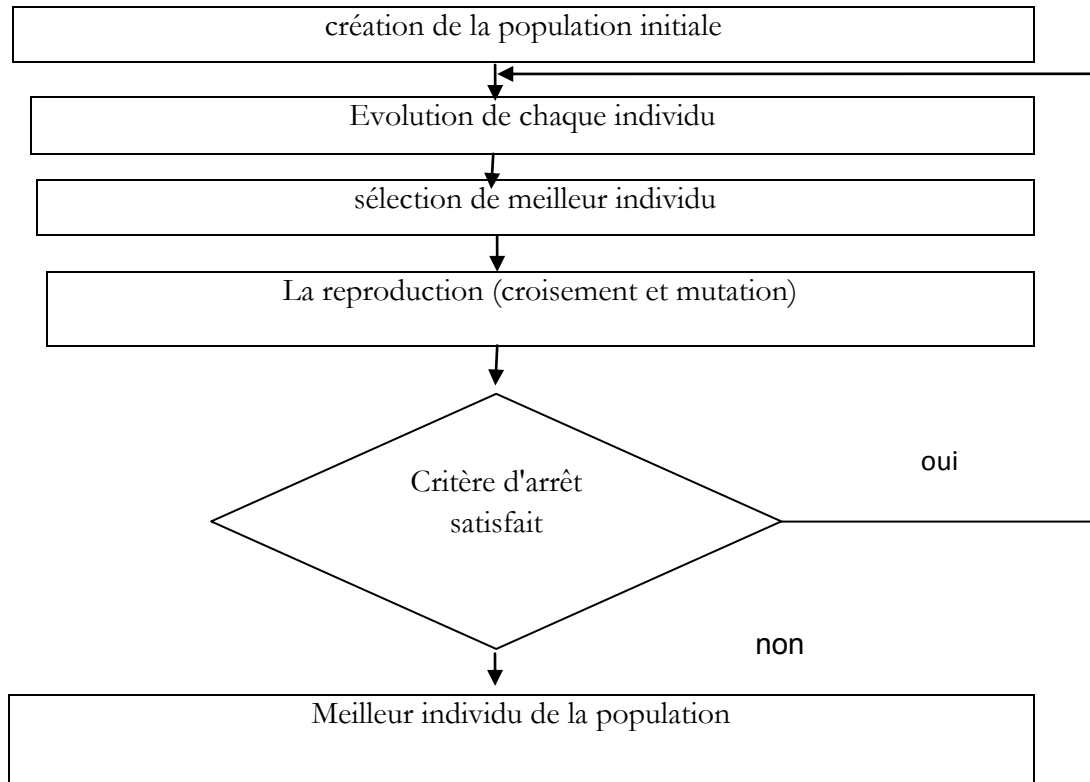 création de la population initiale
Evolution de chaque individu
sélection de meilleur individu
La reproduction (croisement et mutation)
Critère d'arrêt
satisfait
oui
non
Meilleur individu de la population